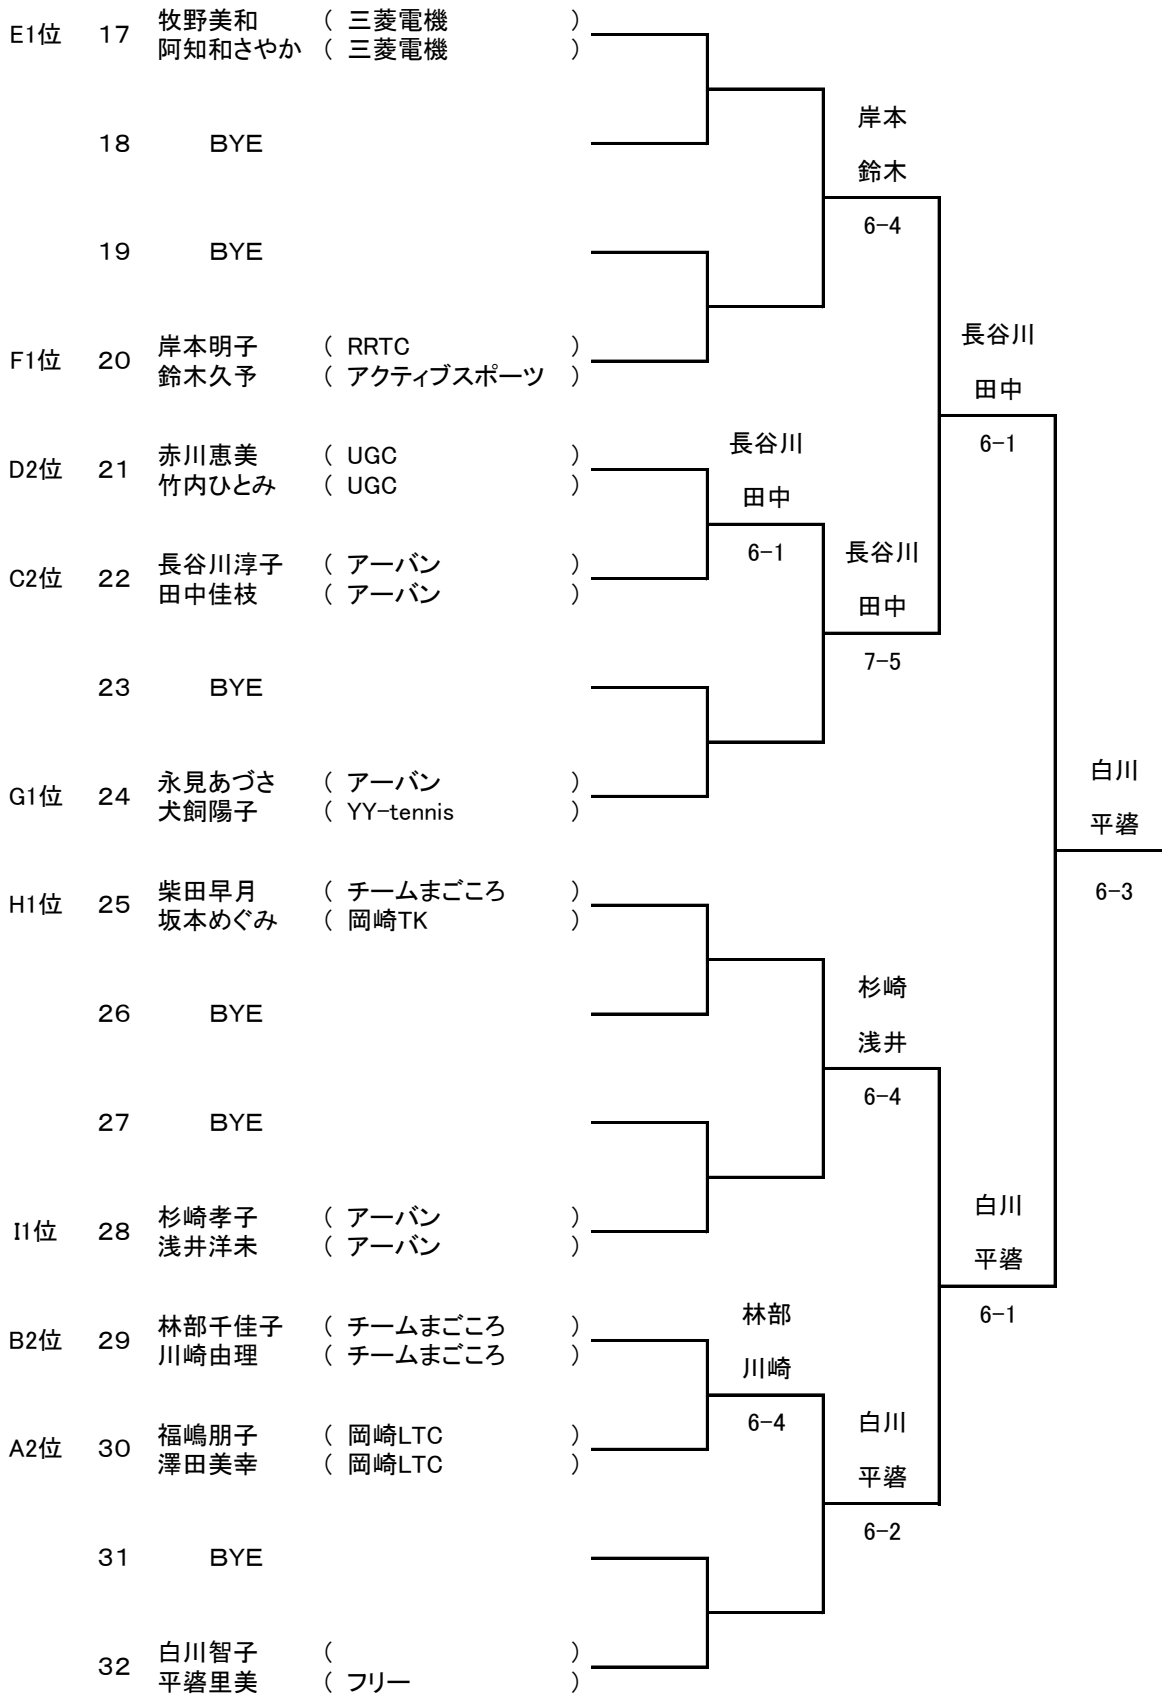 E1位 17 牧野美和 ( 三菱電機 )
阿知和さやか ( 三菱電機 )
岸本
18 BYE
鈴木
6-4
19 BYE
長谷川
F1位 20 岸本明子 ( RRTC )
鈴木久予 ( アクティブスポーツ )
田中
6-1
長谷川
D2位 21 赤川恵美 ( UGC )
竹内ひとみ ( UGC )
田中
6-1
長谷川
C2位 22 長谷川淳子 ( アーバン )
田中佳枝 ( アーバン )
田中
7-5
23 BYE
白川
G1位 24 永見あづさ ( アーバン )
犬飼陽子 ( YY-tennis )
平婆
6-3
H1位 25 柴田早月 ( チームまごころ )
坂本めぐみ ( 岡崎TK )
杉崎
26 BYE
浅井
6-4
27 BYE
白川
I1位 28 杉崎孝子 ( アーバン )
浅井洋未 ( アーバン )
平婆
6-1
林部
B2位 29 林部千佳子 ( チームまごころ )
川崎由理 ( チームまごころ )
川崎
6-4
白川
A2位 30 福嶋朋子 ( 岡崎LTC )
澤田美幸 ( 岡崎LTC )
平婆
6-2
31 BYE
32 白川智子 ( )
平婆里美 ( フリー )